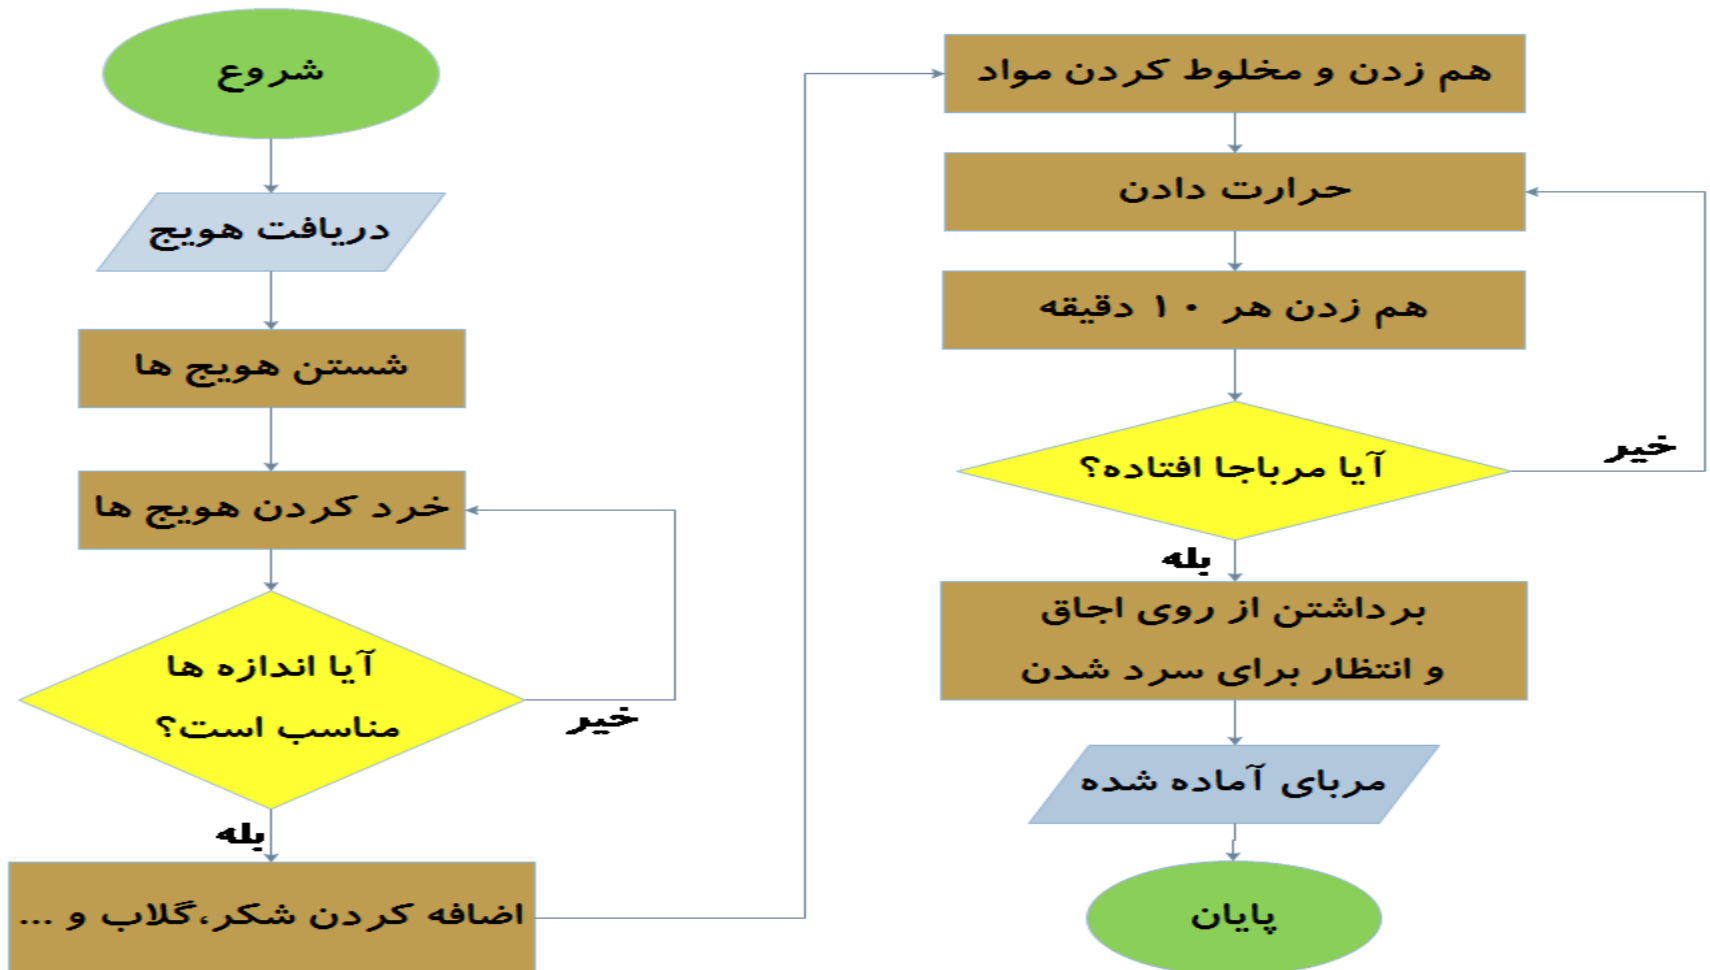 شروع
دریافت هویج
شستن هویج ها
خرد کردن هویج ها
آیا اندازه ها
مناسب است؟
خیر
بله
اضافه کردن شکر،گلاب و ...
هم زدن و مخلوط کردن مواد
حرارت دادن
هم زدن هر ۱۰ دقیقه
آیا مرباجا افتاده؟
خیر
بله
برداشتن از روی اجاق
و انتظار برای سرد شدن
مربای آماده شده
پایان